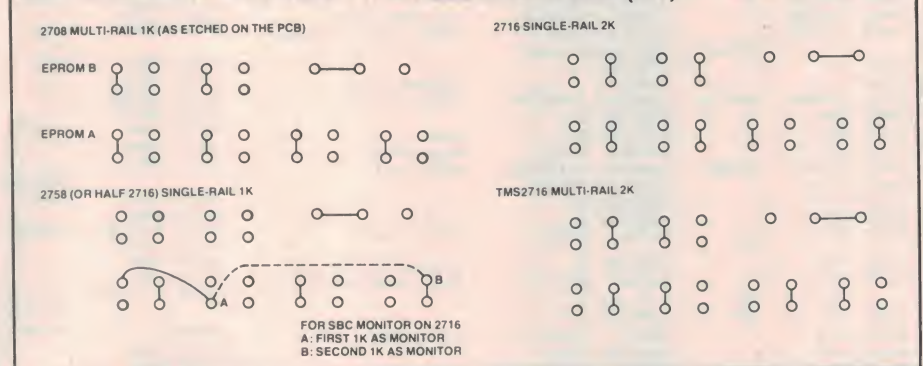 2708 MULTI-RAIL 1K (AS ETCHED ON THE PCB)
EPROM B
EPROM A
2758 (OR HALF 2716) SINGLE-RAIL 1K
A
B
FOR SBC MONITOR ON 2716
A: FIRST 1K AS MONITOR
B: SECOND 1K AS MONITOR
2716 SINGLE-RAIL 2K
TMS2716 MULTI-RAIL 2K